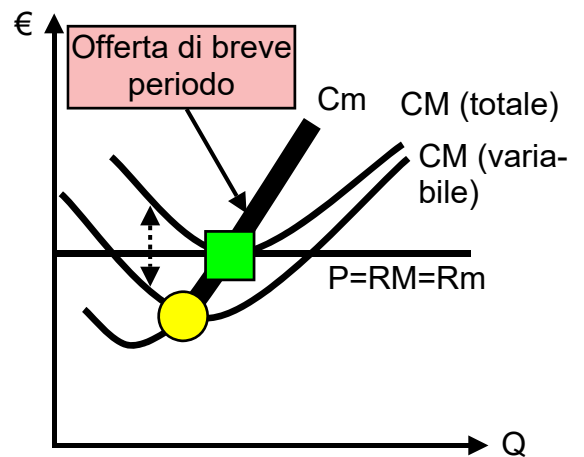 €
Offerta di breve
periodo
Cm
CM (totale)
CM (varia-
bile)
P=RM=Rm
Q